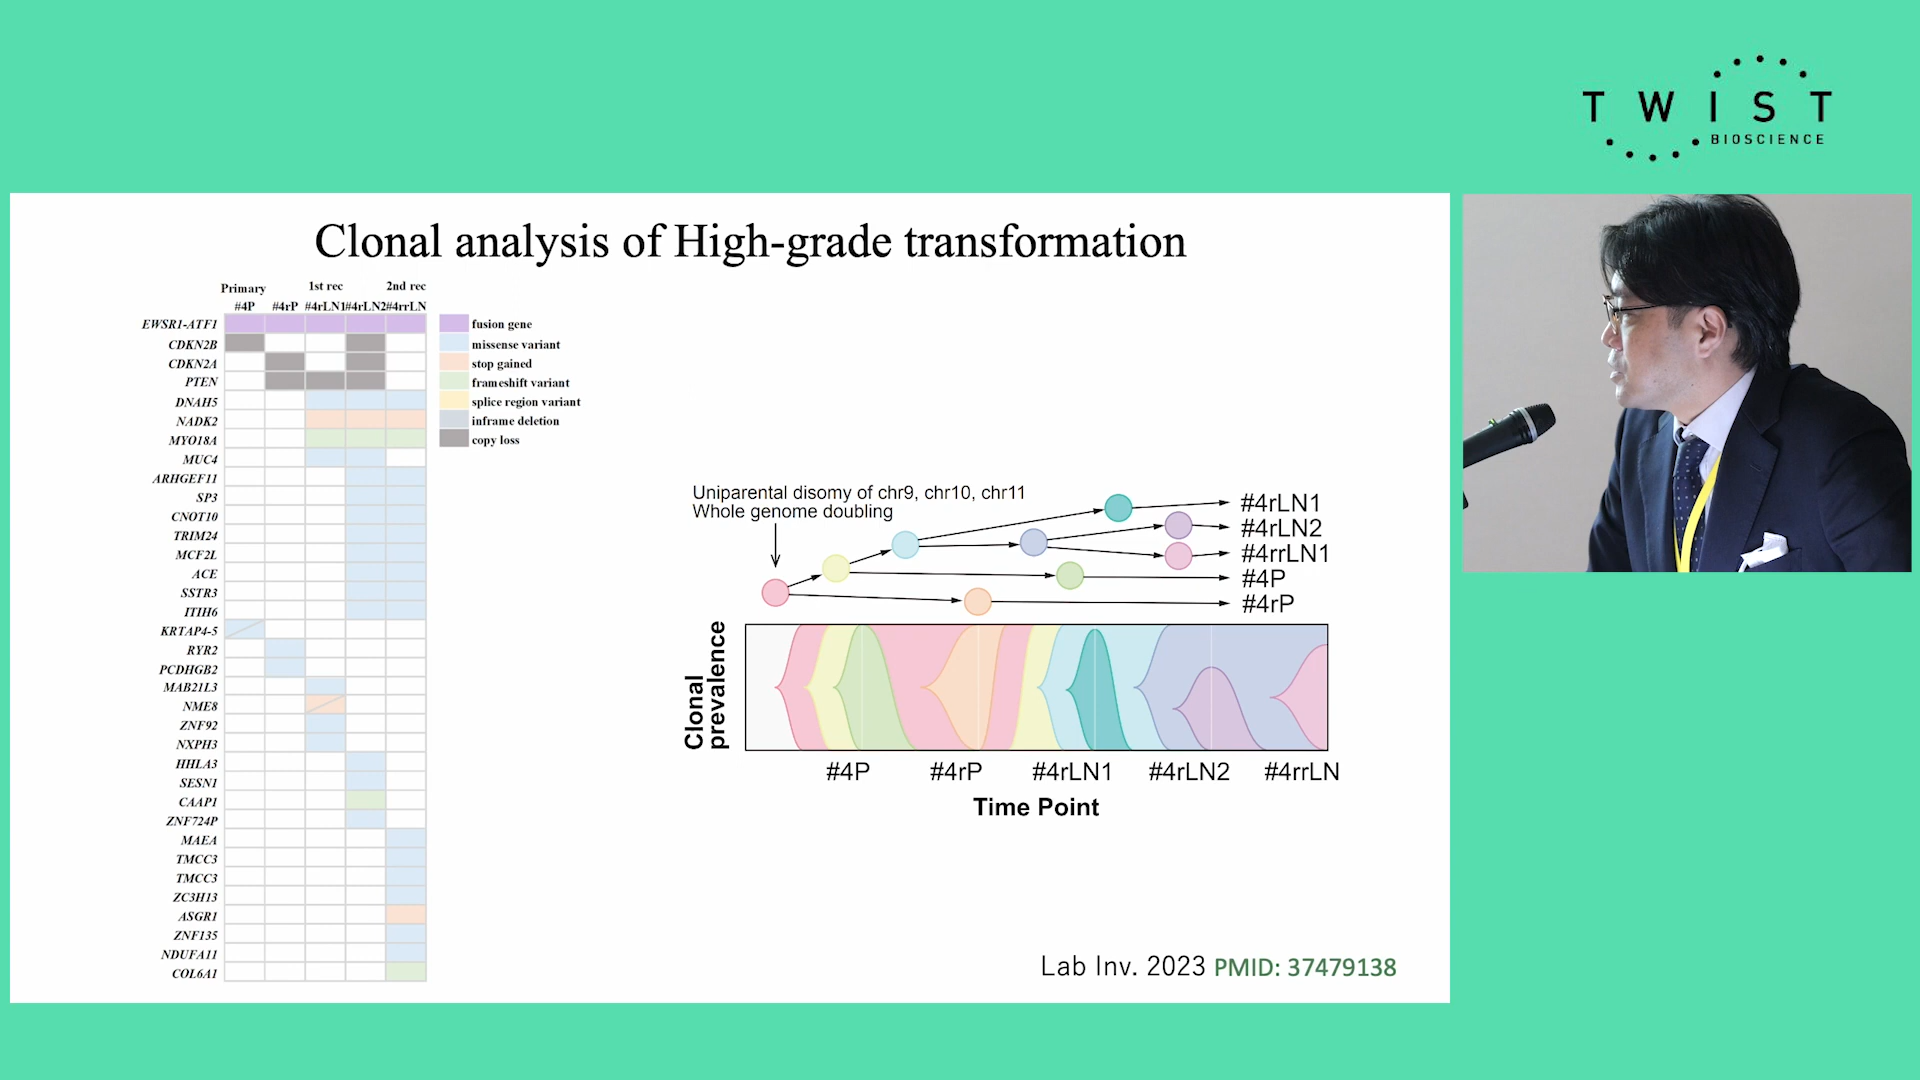 TWIST
BIOSCIENCE
Clonal analysis of High-grade transformation
Primary 1st rec 2nd rec
#4P #4rP #4rLN1 #4rLN2 #4rrLN
EWSR1-ATF1
CDKN2B
CDKN2A
PTEN
DNAH5
NADK2
MYO18A
MUC4
ARHGEF11
SP3
CNOT10
TRIM24
MCF2L
ACE
SSTR3
ITIH6
KRTAP4-5
RYR2
PCDHGB2
MAB21L3
NME8
ZNF92
NXPH3
HHLA3
SESN1
CAAP1
ZNF724P
MAEA
TMCC3
TMCC3
ZC3H13
ASGR1
ZNF135
NDUFA11
COL6A1
fusion gene
missense variant
stop gained
frameshift variant
splice region variant
inframe deletion
copy loss
Uniparental disomy of chr9, chr10, chr11
Whole genome doubling
#4rLN1
#4rLN2
#4rrLN1
#4P
#4rP
Clonal
prevalence
#4P #4rP #4rLN1 #4rLN2 #4rrLN
Time Point
Lab Inv. 2023 PMID: 37479138